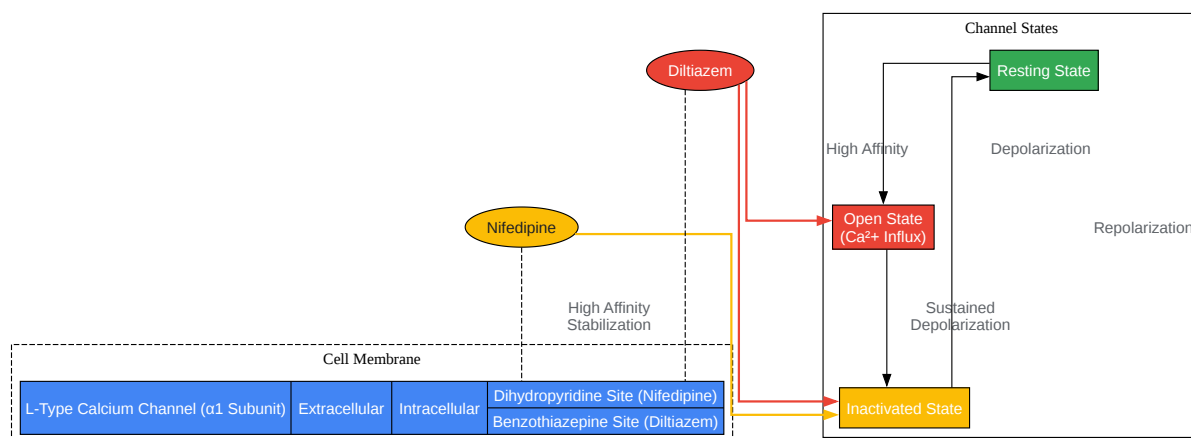 Channel States
Diltiazem
Resting State
High Affinity
Depolarization
Nifedipine
Open State
(Ca²+ Influx)
Repolarization
High Affinity
Stabilization
Sustained
Depolarization
Cell Membrane
L-Type Calcium Channel (α1 Subunit)
Extracellular
Intracellular
Dihydropyridine Site (Nifedipine)
Benzothiazepine Site (Diltiazem)
Inactivated State